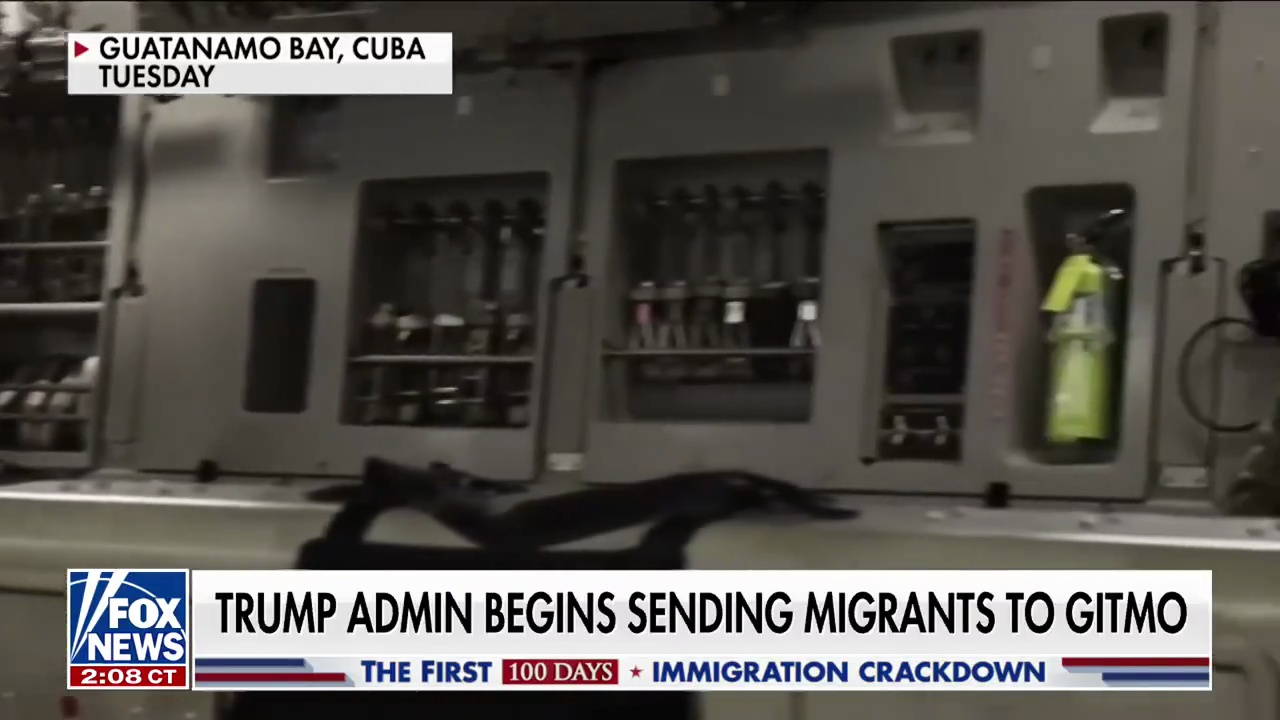 GUATANAMO BAY, CUBA
TUESDAY
FOX
NEWS
2:08 CT
TRUMP ADMIN BEGINS SENDING MIGRANTS TO GITMO
THE FIRST 100 DAYS ★ IMMIGRATION CRACKDOWN